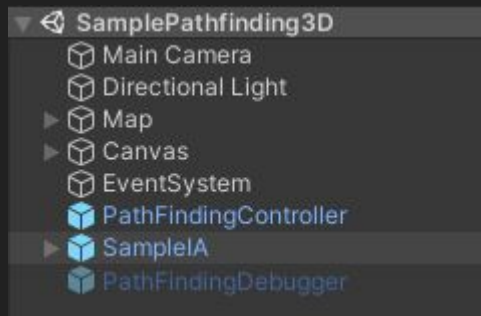 SamplePathfinding3D
Main Camera
Directional Light
Map
Canvas
EventSystem
PathFindingController
SampleIA
PathFindingDebugger